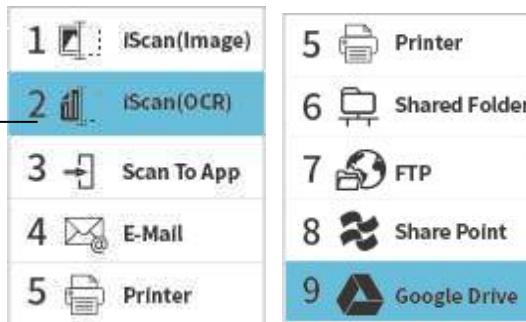 1 iScan(Image)
2 iScan(OCR)
3 Scan To App
4 E-Mail
5 Printer
5 Printer
6 Shared Folder
7 FTP
8 Share Point
9 Google Drive